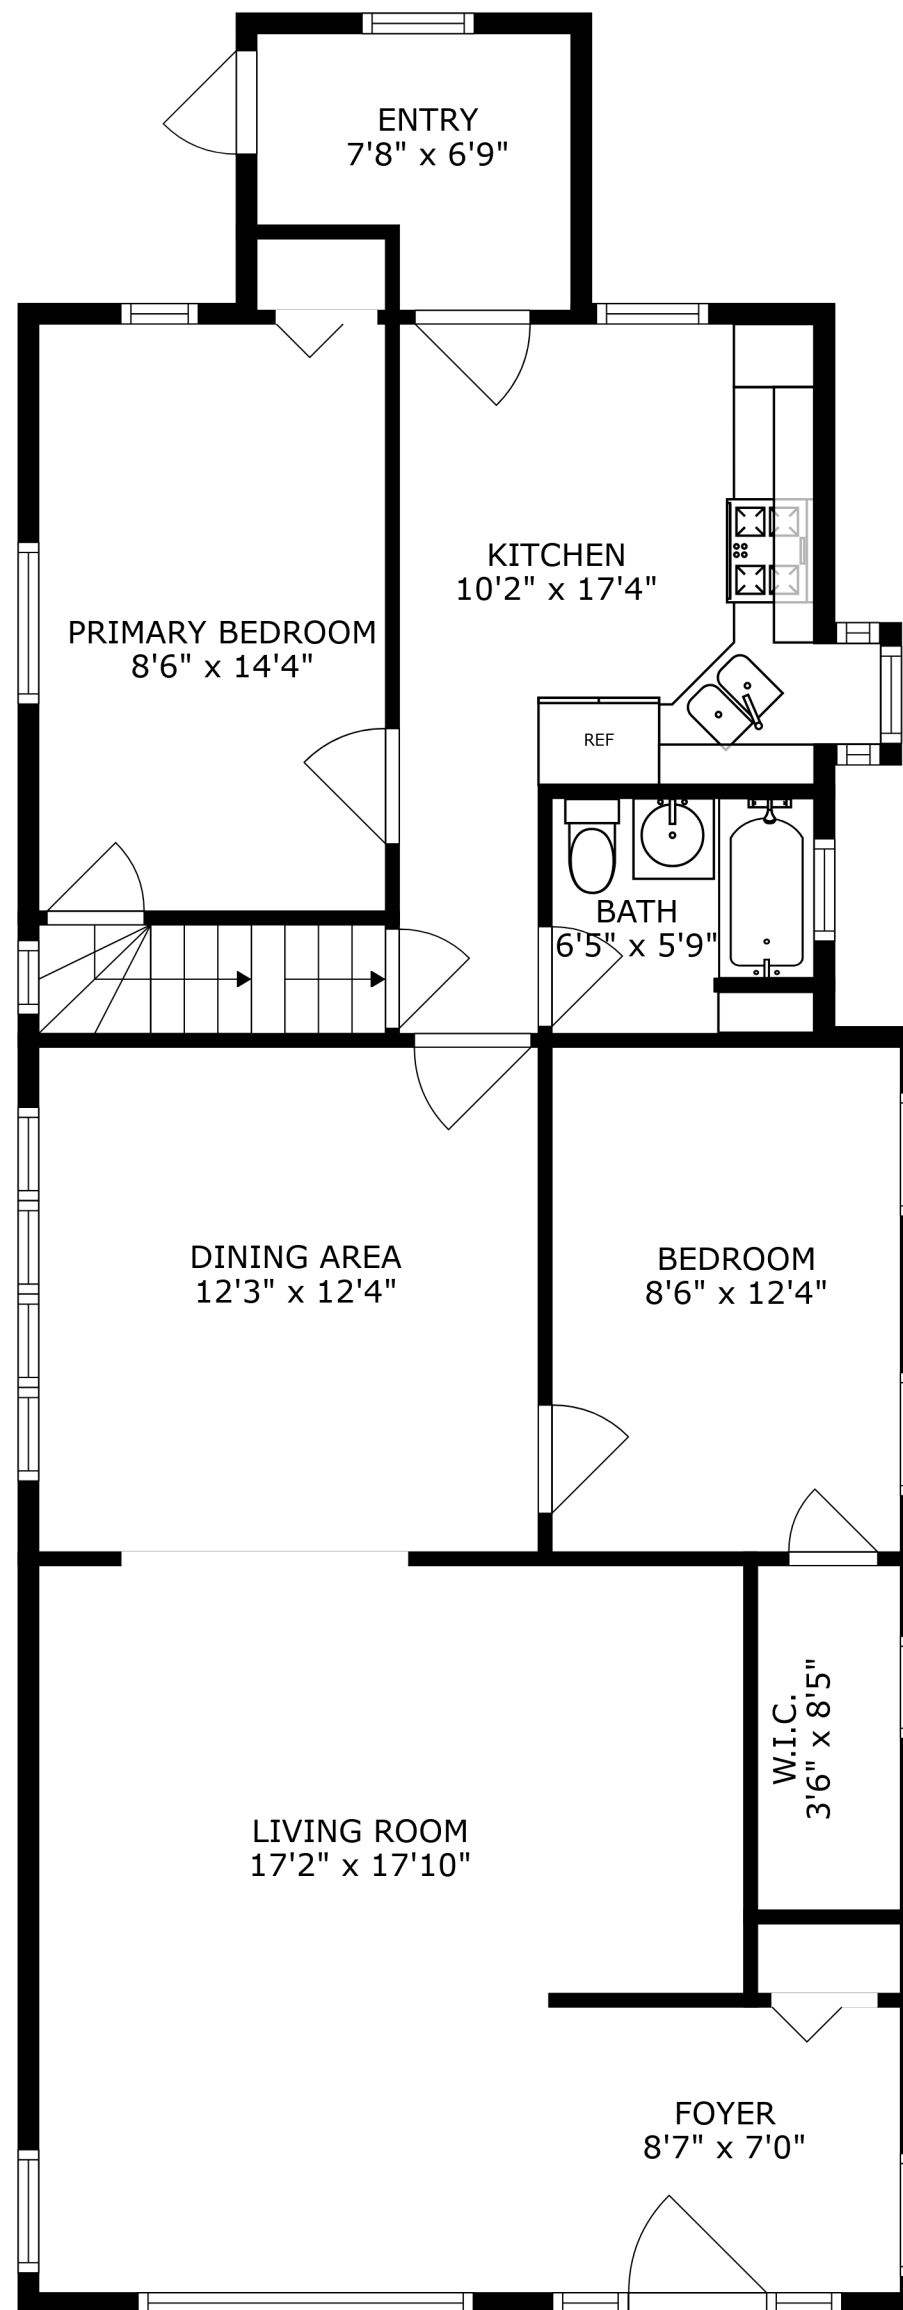 ENTRY
7'8" x 6'9"
KITCHEN
10'2" x 17'4"
PRIMARY BEDROOM
8'6" x 14'4"
REF
BATH
6'5" x 5'9"
DINING AREA
12'3" x 12'4"
BEDROOM
8'6" x 12'4"
W.I.C.
3'6" x 8'5"
LIVING ROOM
17'2" x 17'10"
FOYER
8'7" x 7'0"